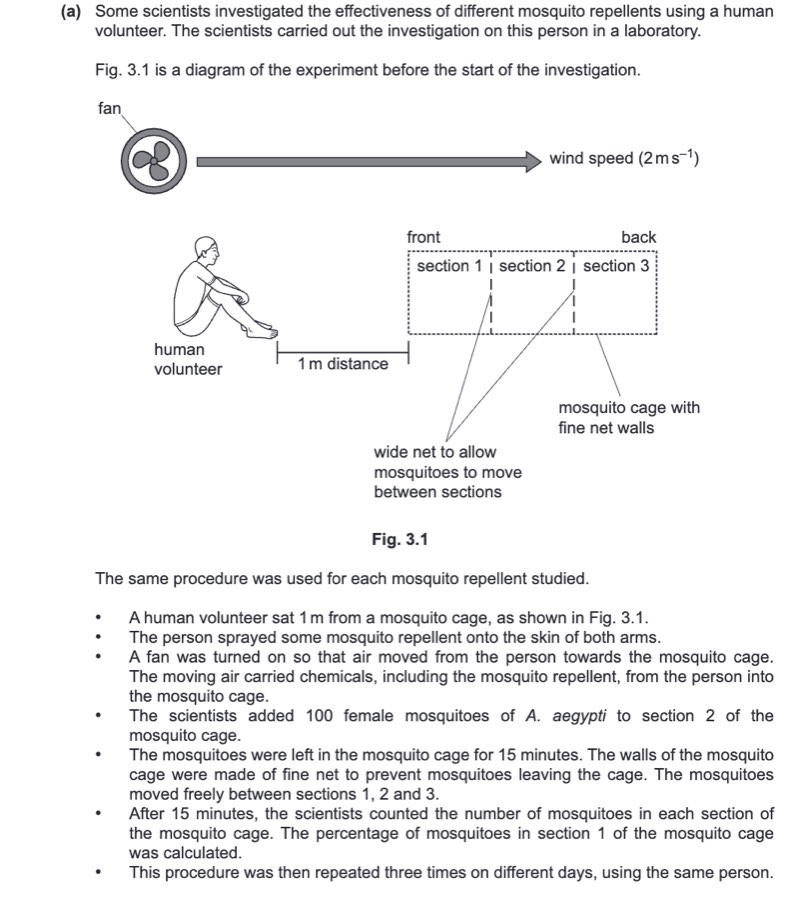 (a) Some scientists investigated the effectiveness of different mosquito repellents using a human
volunteer. The scientists carried out the investigation on this person in a laboratory.
Fig. 3.1 is a diagram of the experiment before the start of the investigation.
fan
wind speed (2 m s⁻¹)
front
back
section 1
section 2
section 3
human
volunteer
1 m distance
mosquito cage with
fine net walls
wide net to allow
mosquitoes to move
between sections
Fig. 3.1
The same procedure was used for each mosquito repellent studied.
• A human volunteer sat 1 m from a mosquito cage, as shown in Fig. 3.1.
• The person sprayed some mosquito repellent onto the skin of both arms.
• A fan was turned on so that air moved from the person towards the mosquito cage.
The moving air carried chemicals, including the mosquito repellent, from the person into
the mosquito cage.
• The scientists added 100 female mosquitoes of A. aegypti to section 2 of the
mosquito cage.
• The mosquitoes were left in the mosquito cage for 15 minutes. The walls of the mosquito
cage were made of fine net to prevent mosquitoes leaving the cage. The mosquitoes
moved freely between sections 1, 2 and 3.
• After 15 minutes, the scientists counted the number of mosquitoes in each section of
the mosquito cage. The percentage of mosquitoes in section 1 of the mosquito cage
was calculated.
• This procedure was then repeated three times on different days, using the same person.